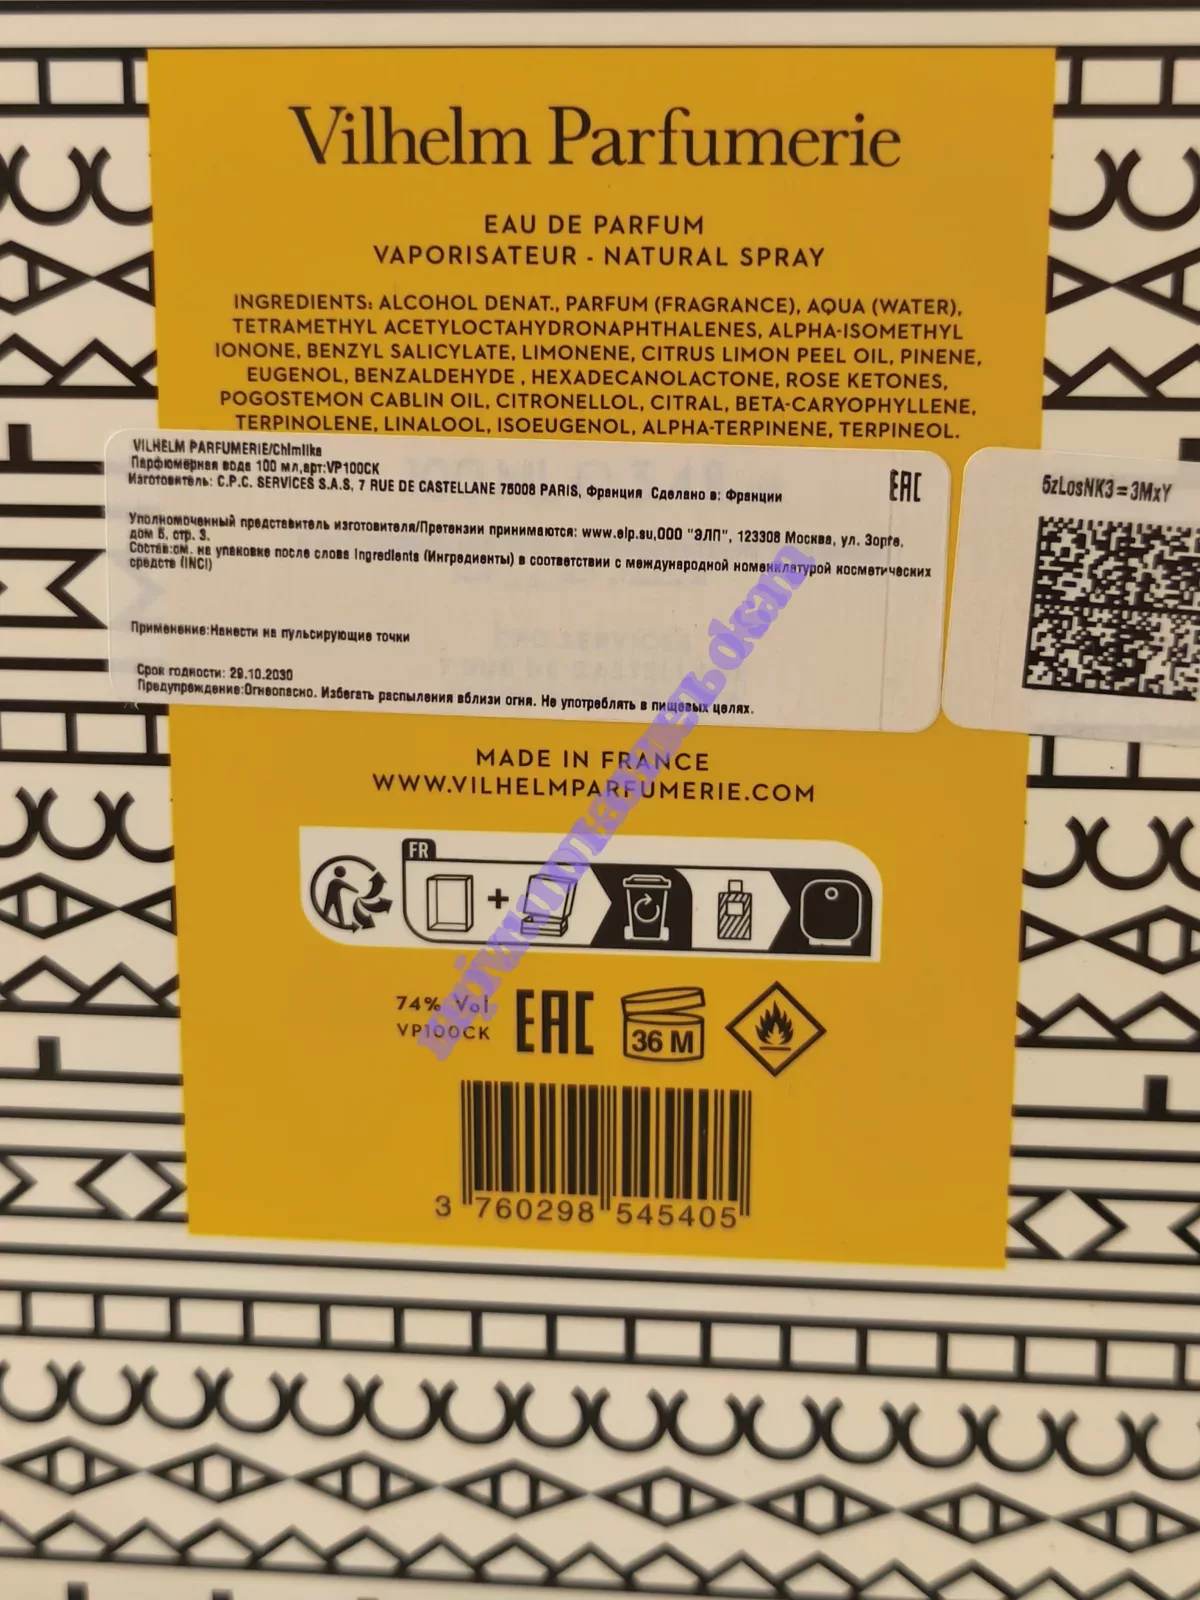 Vilhelm Parfumerie
EAU DE PARFUM
VAPORISATEUR - NATURAL SPRAY
INGREDIENTS: ALCOHOL DENAT., PARFUM (FRAGRANCE), AQUA (WATER),
TETRAMETHYL ACETYLOCTAHYDRONAPHTHALENES, ALPHA-ISOMETHYL
IONONE, BENZYL SALICYLATE, LIMONENE, CITRUS LIMON PEEL OIL, PINENE,
EUGENOL, BENZALDEHYDE , HEXADECANOLACTONE, ROSE KETONES,
POGOSTEMON CABLIN OIL, CITRONELLOL, CITRAL, BETA-CARYOPHYLLENE,
TERPINOLENE, LINALOOL, ISOEUGENOL, ALPHA-TERPINENE, TERPINEOL.
VILHELM PARFUMERIE/Chimlika
Парфюмерная вода 100 мл,арт:VP100CK
Изготовитель: C.P.C. SERVICES S.A.S, 7 RUE DE CASTELLANE 75008 PARIS, Франция Сделано в: Франции
EAC
5zLosNK3=3MxY
Уполномоченный представитель изготовителя/Претензии принимаются: www.elp.su,ООО "ЭЛП", 123308 Москва, ул. Зорге,
дом 5, стр. 3.
Состав:см. на упаковке после слова Ingredients (Ингредиенты) в соответствии с международной номенклатурой косметических
средств (INCI)
Применение:Нанести на пульсирующие точки
Срок годности: 29.10.2030
Предупреждение:Огнеопасно. Избегать распыления вблизи огня. Не употреблять в пищевых целях.
MADE IN FRANCE
WWW.VILHELMPARFUMERIE.COM
FR
74% Vol
VP100CK
EAC
36 M
3 760298 545405